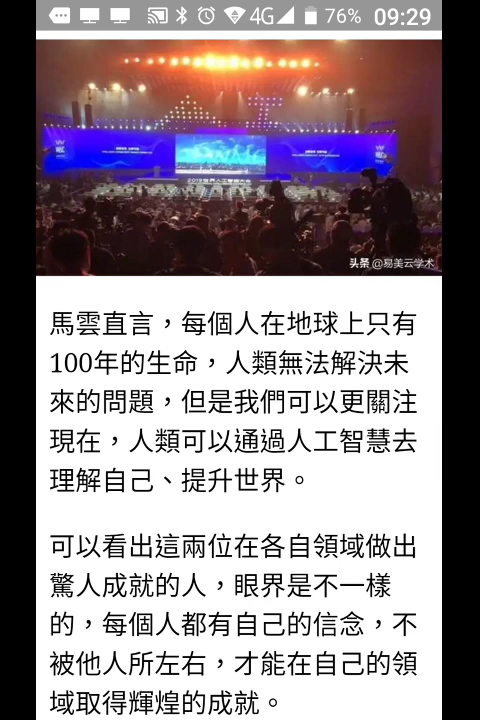 4G 76% 09:29
头条 @易美云学术
馬雲直言，每個人在地球上只有
100年的生命，人類無法解決未
來的問題，但是我們可以更關注
現在，人類可以通過人工智慧去
理解自己、提升世界。
可以看出這兩位在各自領域做出
驚人成就的人，眼界是不一樣
的，每個人都有自己的信念，不
被他人所左右，才能在自己的領
域取得輝煌的成就。